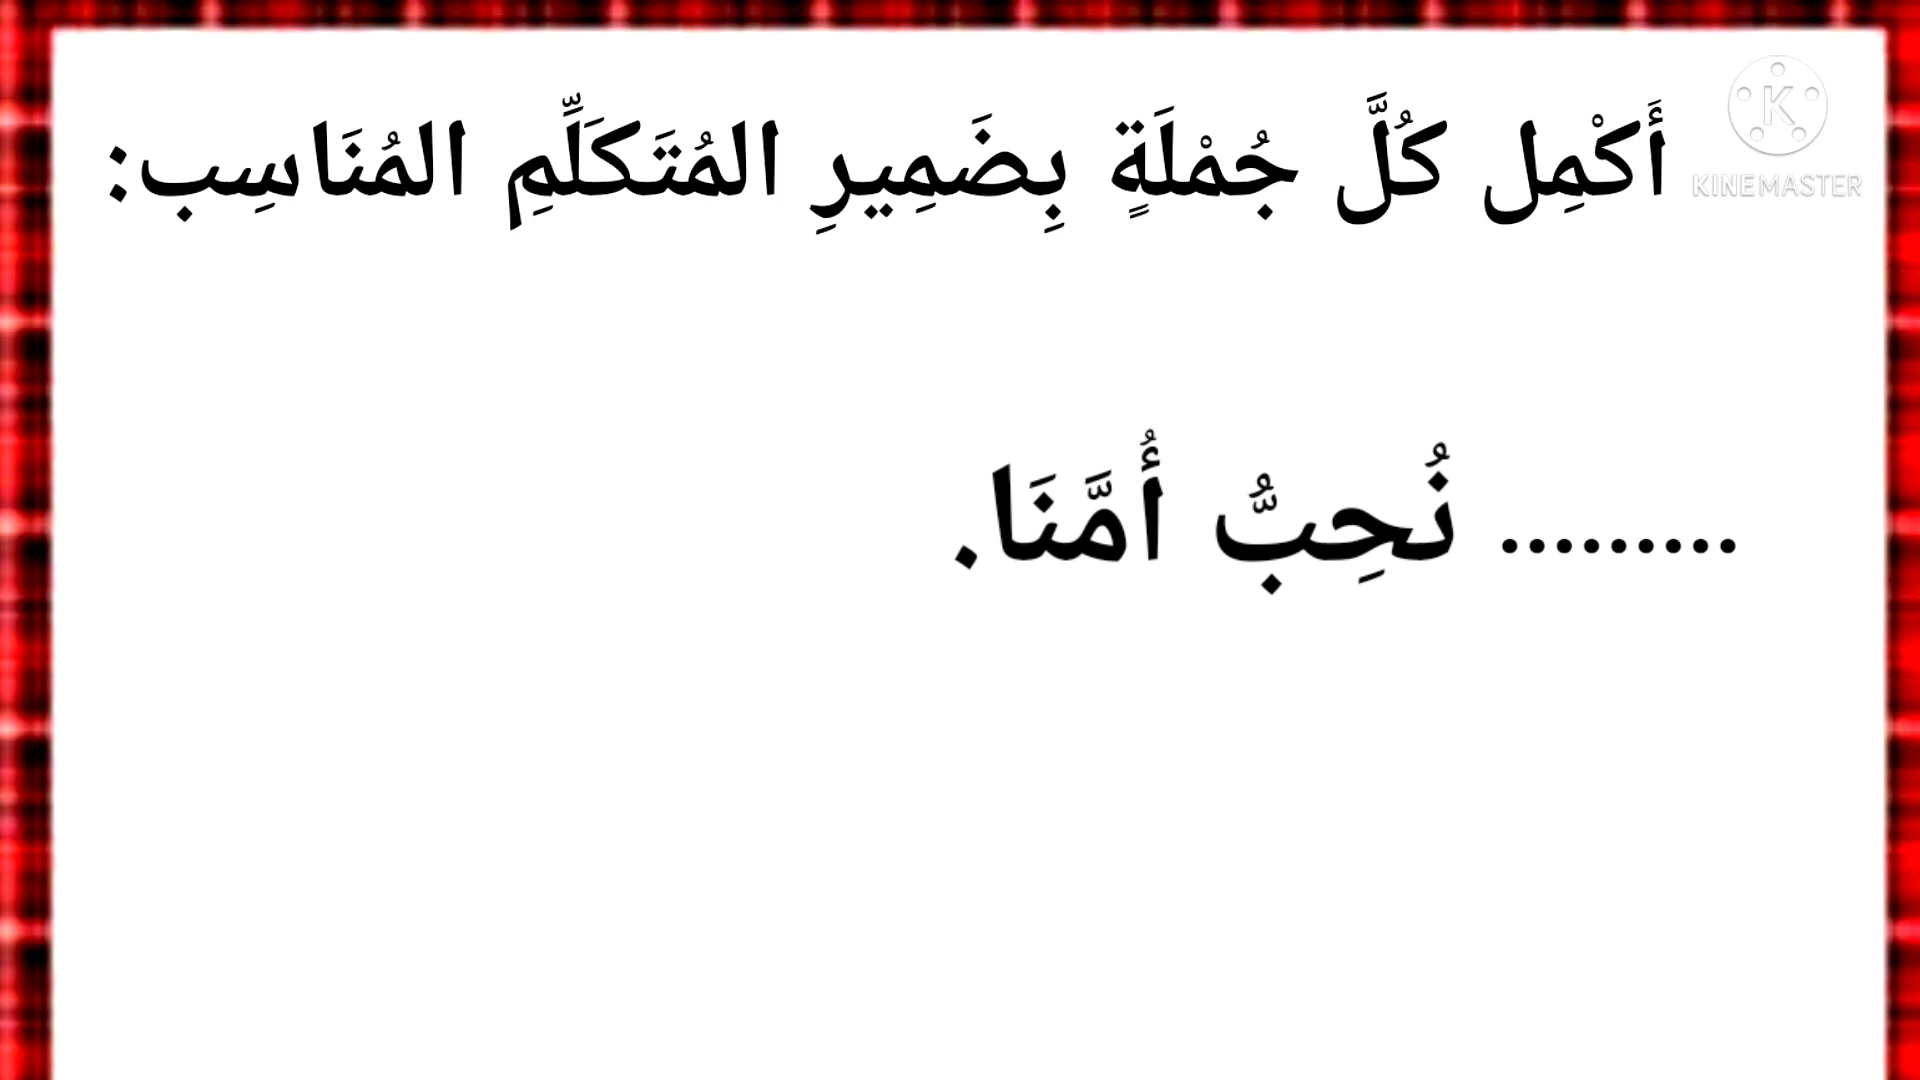 أَكْمِل كُلَّ جُمْلَةٍ بِضَمِيرِ المُتَكَلِّمِ المُنَاسِب:
KINEMASTER
......... نُحِبُّ أُمَّنَا.